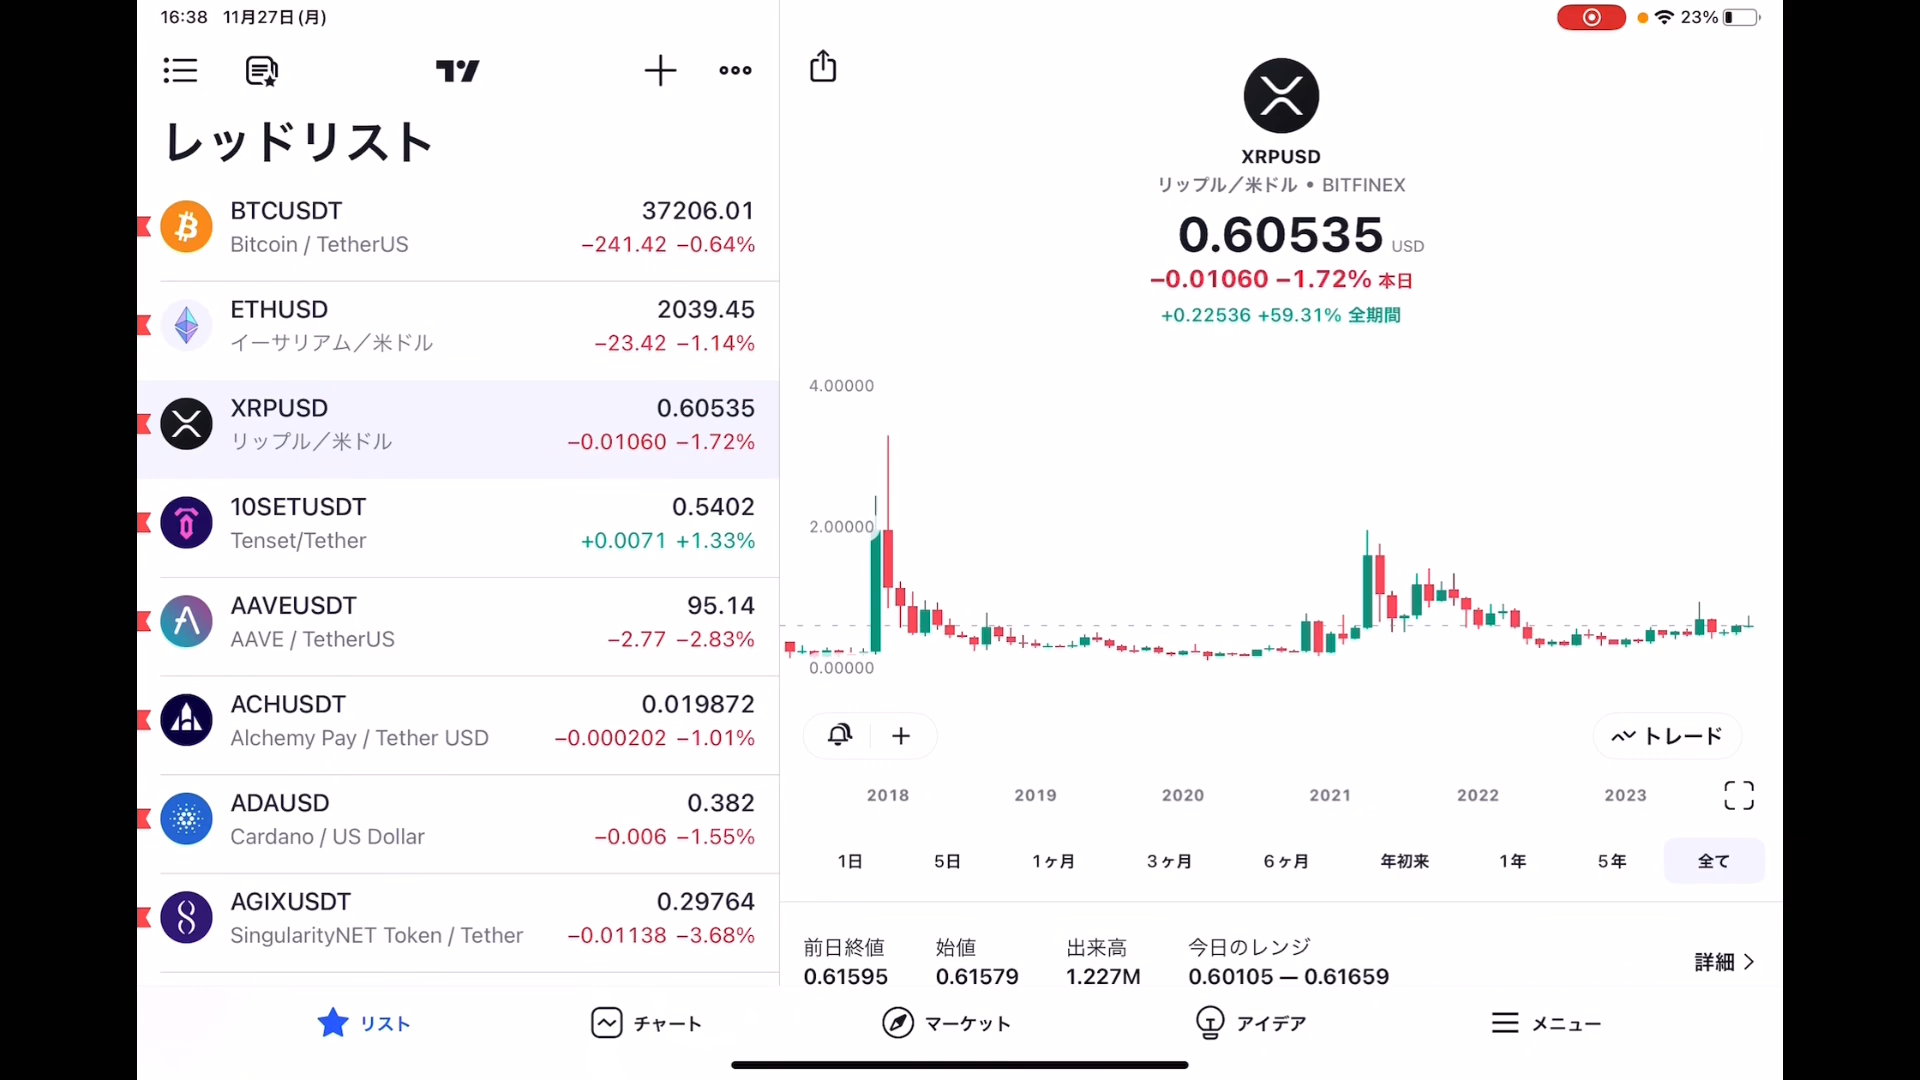 16:38 11月27日(月)
23%
レッドリスト
BTCUSDT 37206.01
Bitcoin / TetherUS −241.42 −0.64%
ETHUSD 2039.45
イーサリアム／米ドル −23.42 −1.14%
XRPUSD 0.60535
リップル／米ドル −0.01060 −1.72%
10SETUSDT 0.5402
Tenset/Tether +0.0071 +1.33%
AAVEUSDT 95.14
AAVE / TetherUS −2.77 −2.83%
ACHUSDT 0.019872
Alchemy Pay / Tether USD −0.000202 −1.01%
ADAUSD 0.382
Cardano / US Dollar −0.006 −1.55%
AGIXUSDT 0.29764
SingularityNET Token / Tether −0.01138 −3.68%
XRPUSD
リップル／米ドル • BITFINEX
0.60535 USD
−0.01060 −1.72% 本日
+0.22536 +59.31% 全期間
4.00000
2.00000
0.00000
トレード
2018 2019 2020 2021 2022 2023
1日 5日 1ヶ月 3ヶ月 6ヶ月 年初来 1年 5年 全て
前日終値 始値 出来高 今日のレンジ
0.61595 0.61579 1.227M 0.60105 — 0.61659
詳細
リスト チャート マーケット アイデア メニュー